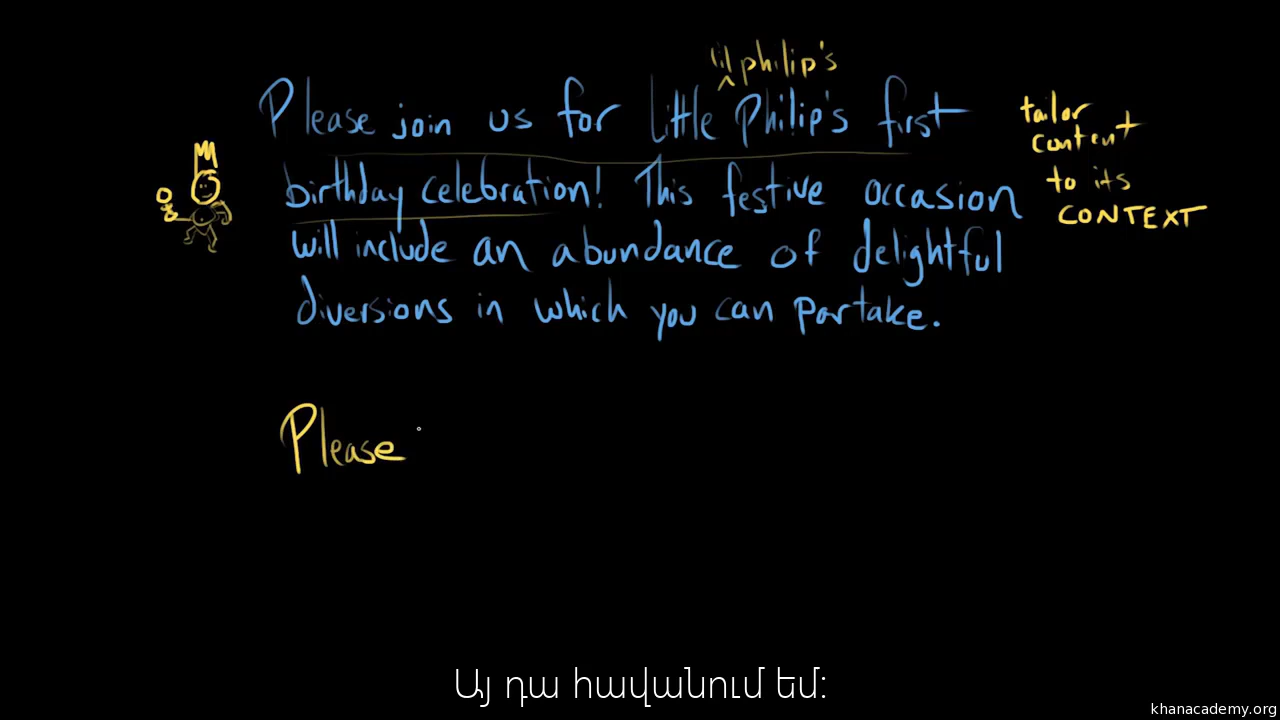 lil philip's
Please join us for little Philip's first
birthday celebration! This festive occasion
will include an abundance of delightful
diversions in which you can partake.
tailor
content
to its
CONTEXT
Please
Այ դա հավանում եմ:
khanacademy.org